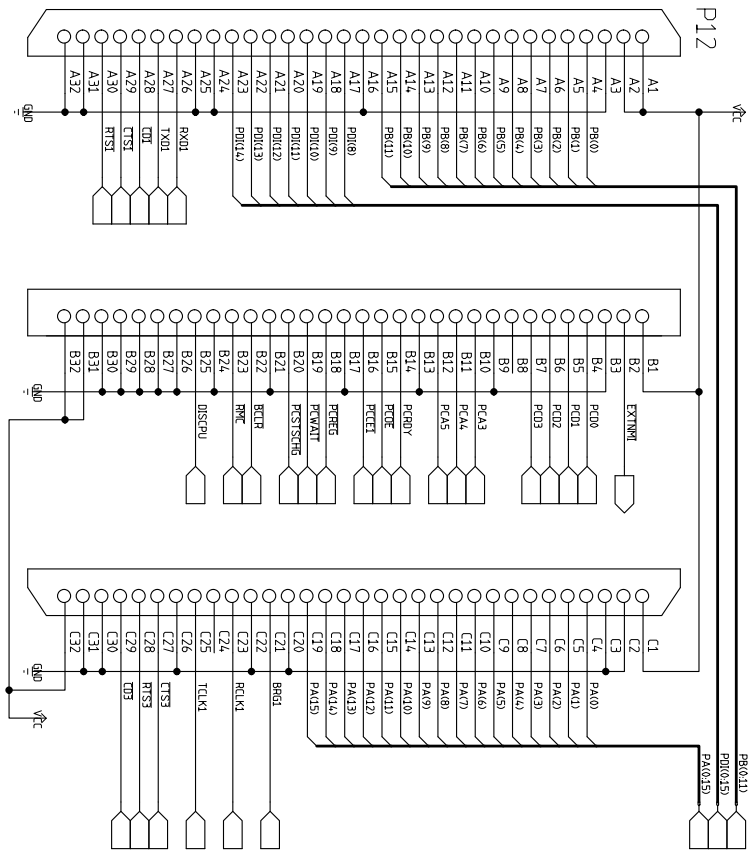 P12
VCC
A1
A2
A3
A4
A5
A6
A7
A8
A9
A10
A11
A12
A13
A14
A15
A16
A17
A18
A19
A20
A21
A22
A23
A24
A25
A26
A27
A28
A29
A30
A31
A32
PB(0)
PB(1)
PB(2)
PB(3)
PB(4)
PB(5)
PB(6)
PB(7)
PB(8)
PB(9)
PB(10)
PB(11)
PDI(8)
PDI(9)
PDI(10)
PDI(11)
PDI(12)
PDI(13)
PDI(14)
RXD1
TXD1
CD1
CTS1
RTS1
GND
B1
B2
B3
B4
B5
B6
B7
B8
B9
B10
B11
B12
B13
B14
B15
B16
B17
B18
B19
B20
B21
B22
B23
B24
B25
B26
B27
B28
B29
B30
B31
B32
EXTNMI
PCD0
PCD1
PCD2
PCD3
PCA3
PCA4
PCA5
PCRDY
PCOE
PCCE1
PCREG
PCWAIT
PCSTSCHG
BCLR
RMC
DISCPU
GND
C1
C2
C3
C4
C5
C6
C7
C8
C9
C10
C11
C12
C13
C14
C15
C16
C17
C18
C19
C20
C21
C22
C23
C24
C25
C26
C27
C28
C29
C30
C31
C32
PA(0)
PA(1)
PA(2)
PA(3)
PA(4)
PA(5)
PA(6)
PA(7)
PA(8)
PA(9)
PA(10)
PA(11)
PA(12)
PA(13)
PA(14)
PA(15)
BRG1
RCLK1
TCLK1
CTS3
RTS3
CD3
GND
VCC
PB(0:11)
PDI(0:15)
PA(0:15)